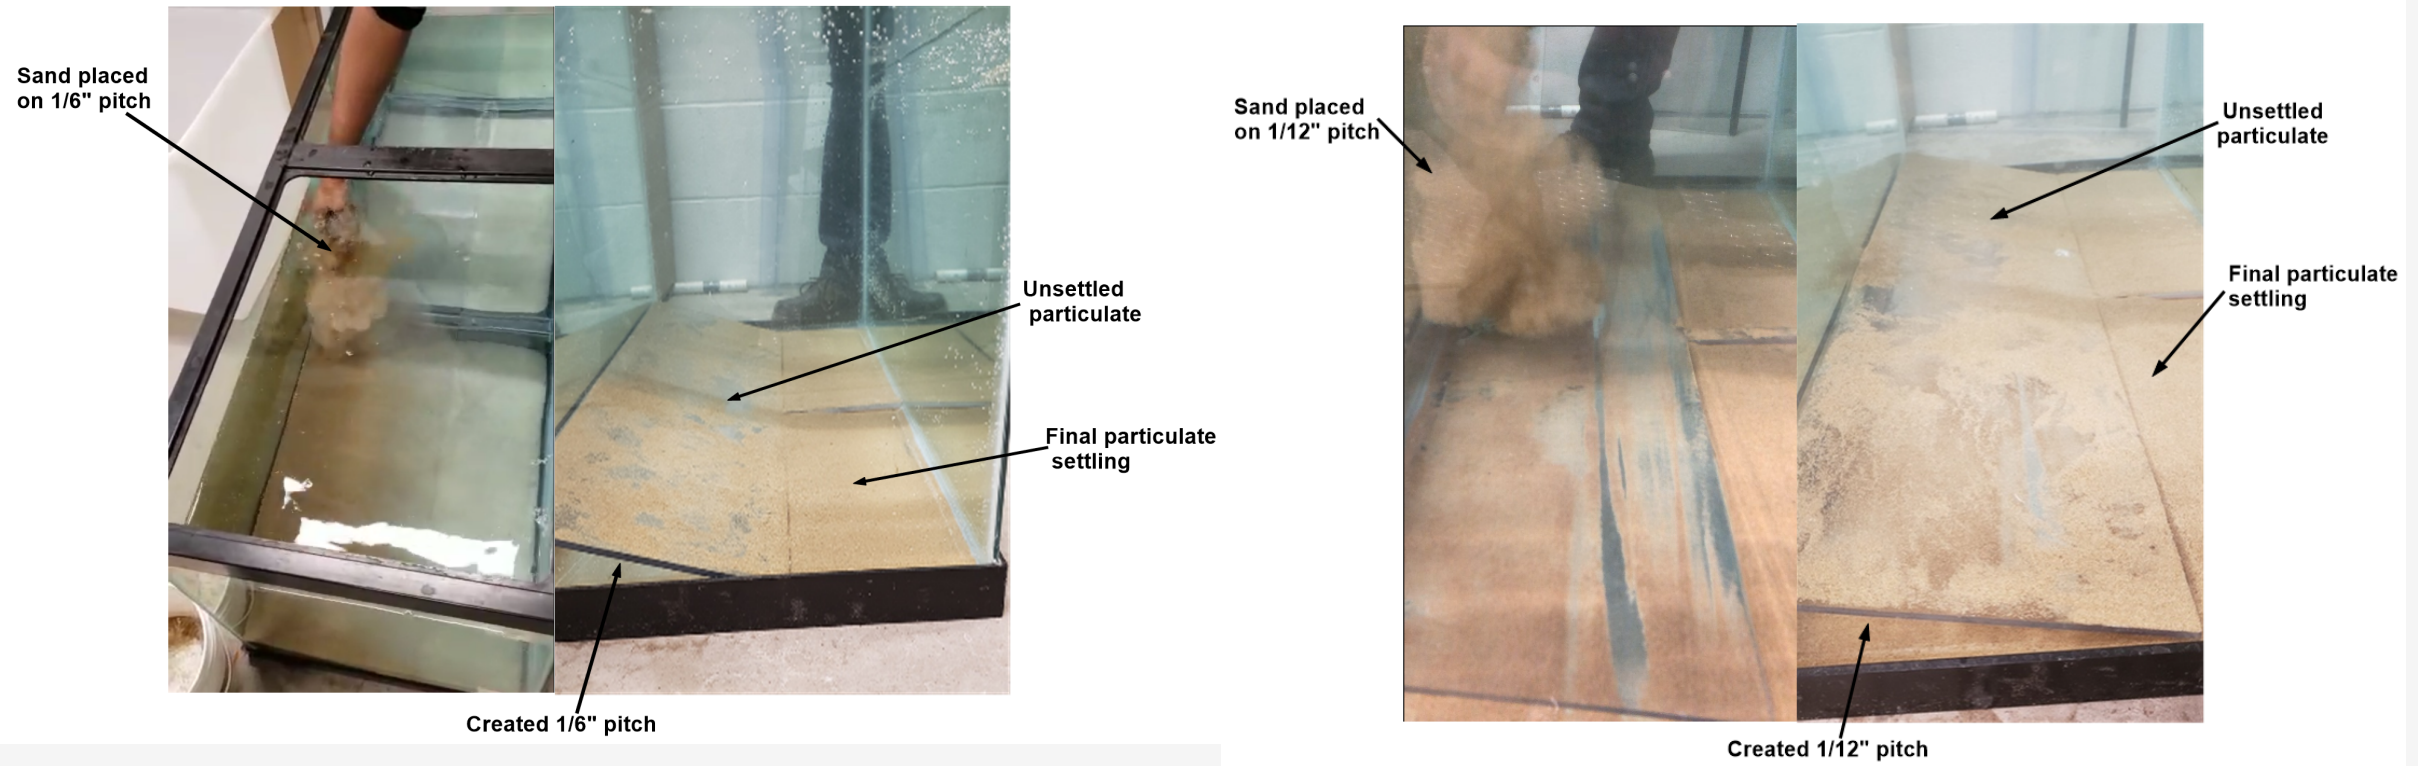 Sand placed
on 1/6" pitch
Unsettled
particulate
Final particulate
settling
Created 1/6" pitch
Sand placed
on 1/12" pitch
Unsettled
particulate
Final particulate
settling
Created 1/12" pitch